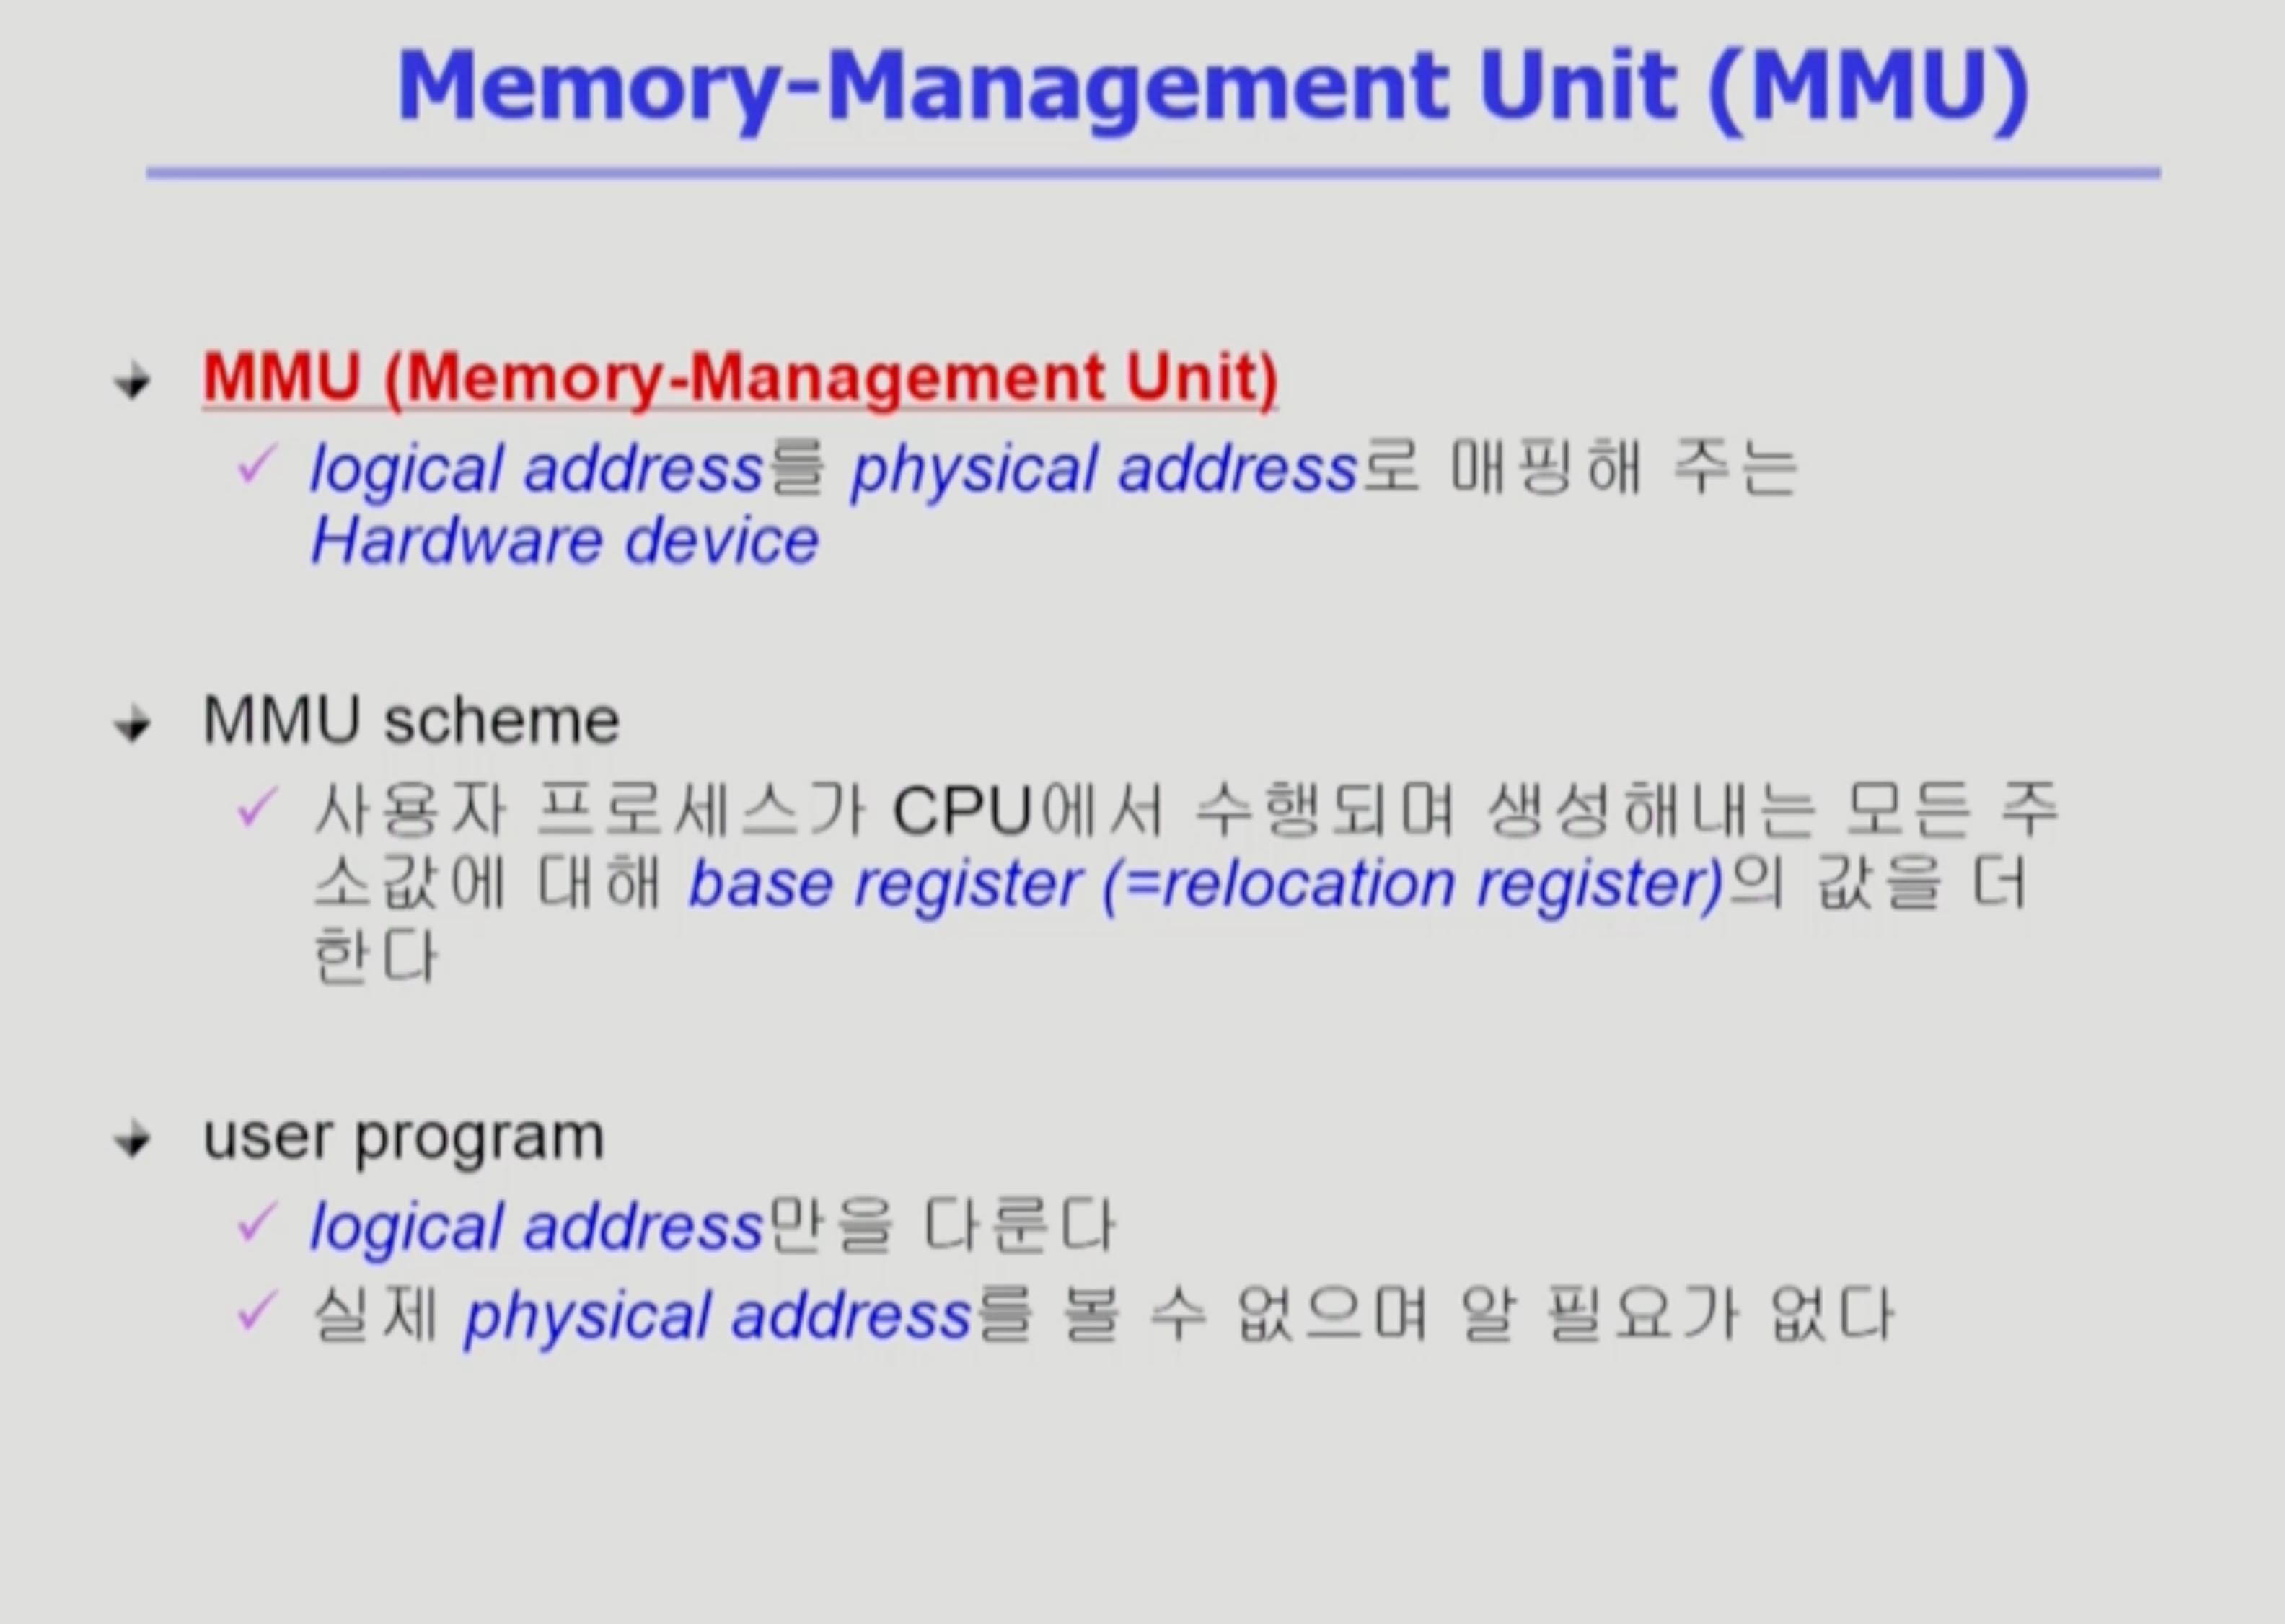 Memory-Management Unit (MMU)
MMU (Memory-Management Unit)
logical address를 physical address로 매핑해 주는
Hardware device
MMU scheme
사용자 프로세스가 CPU에서 수행되며 생성해내는 모든 주
소값에 대해 base register (=relocation register)의 값을 더
한다
user program
logical address만을 다룬다
실제 physical address를 볼 수 없으며 알 필요가 없다